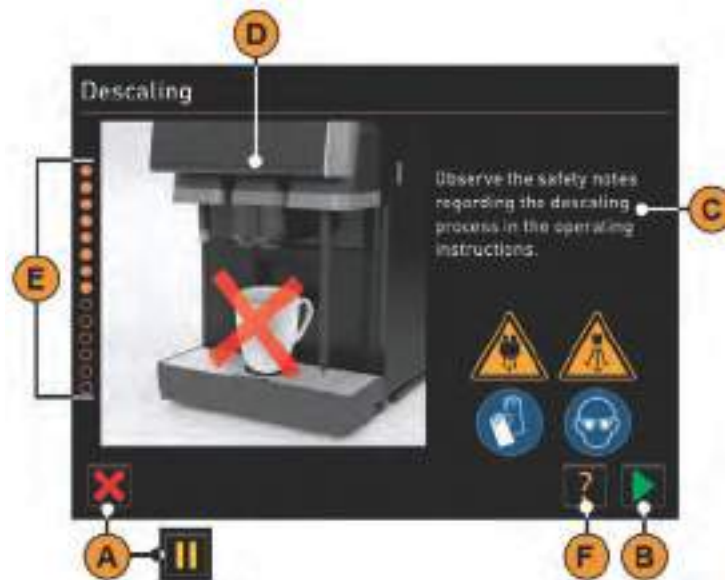 D
Descaling
Observe the safety notes
regarding the descaling
process in the operating
instructions.
C
E
?
A
F
B